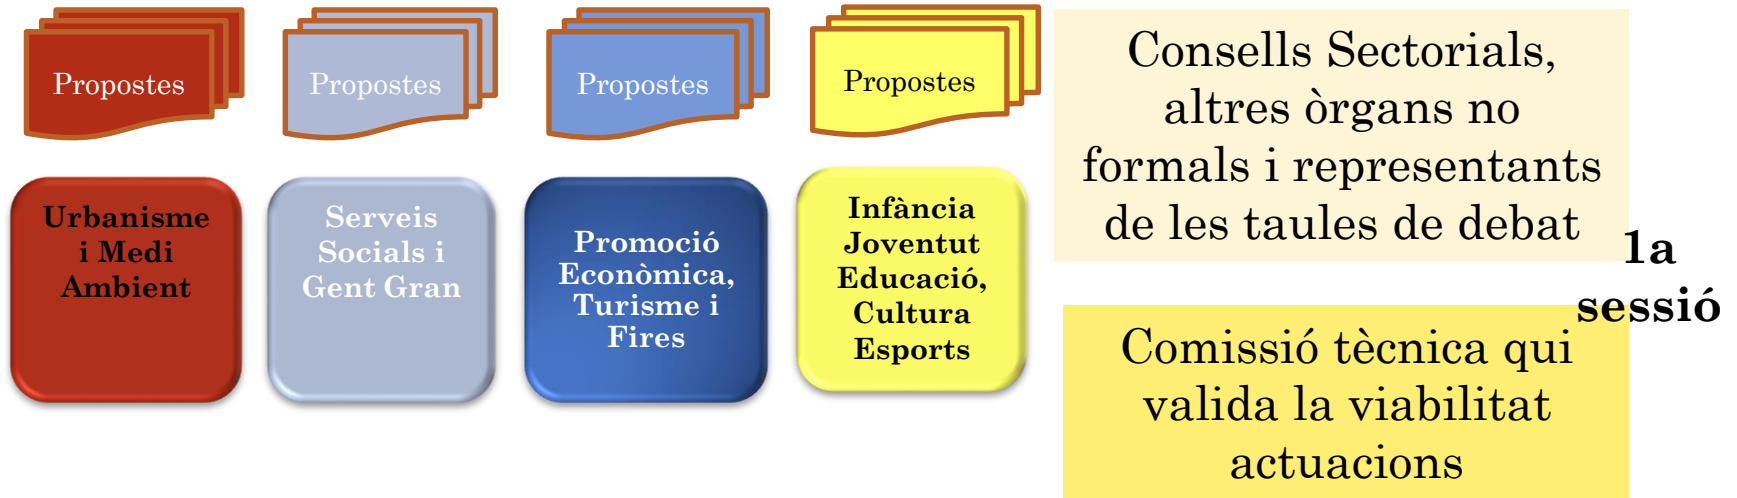 Propostes
Propostes
Propostes
Propostes
Urbanisme
i Medi
Ambient
Serveis
Socials i
Gent Gran
Promoció
Econòmica,
Turisme i
Fires
Infància
Joventut
Educació,
Cultura
Esports
Consells Sectorials,
altres òrgans no
formals i representants
de les taules de debat
1a
sessió
Comissió tècnica qui
valida la viabilitat
actuacions